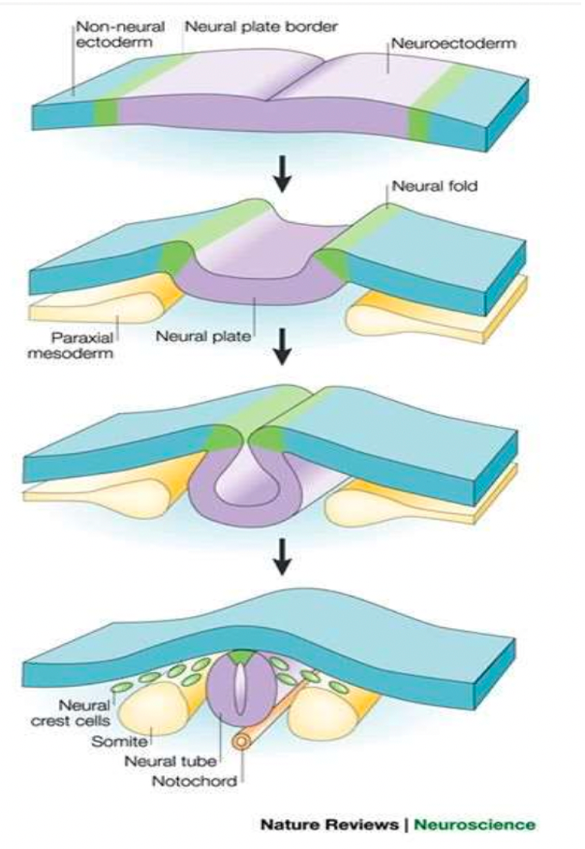 Non-neural
ectoderm
Neural plate border
Neuroectoderm
Neural fold
Paraxial
mesoderm
Neural plate
Neural
crest cells
Somite
Neural tube
Notochord
Nature Reviews | Neuroscience